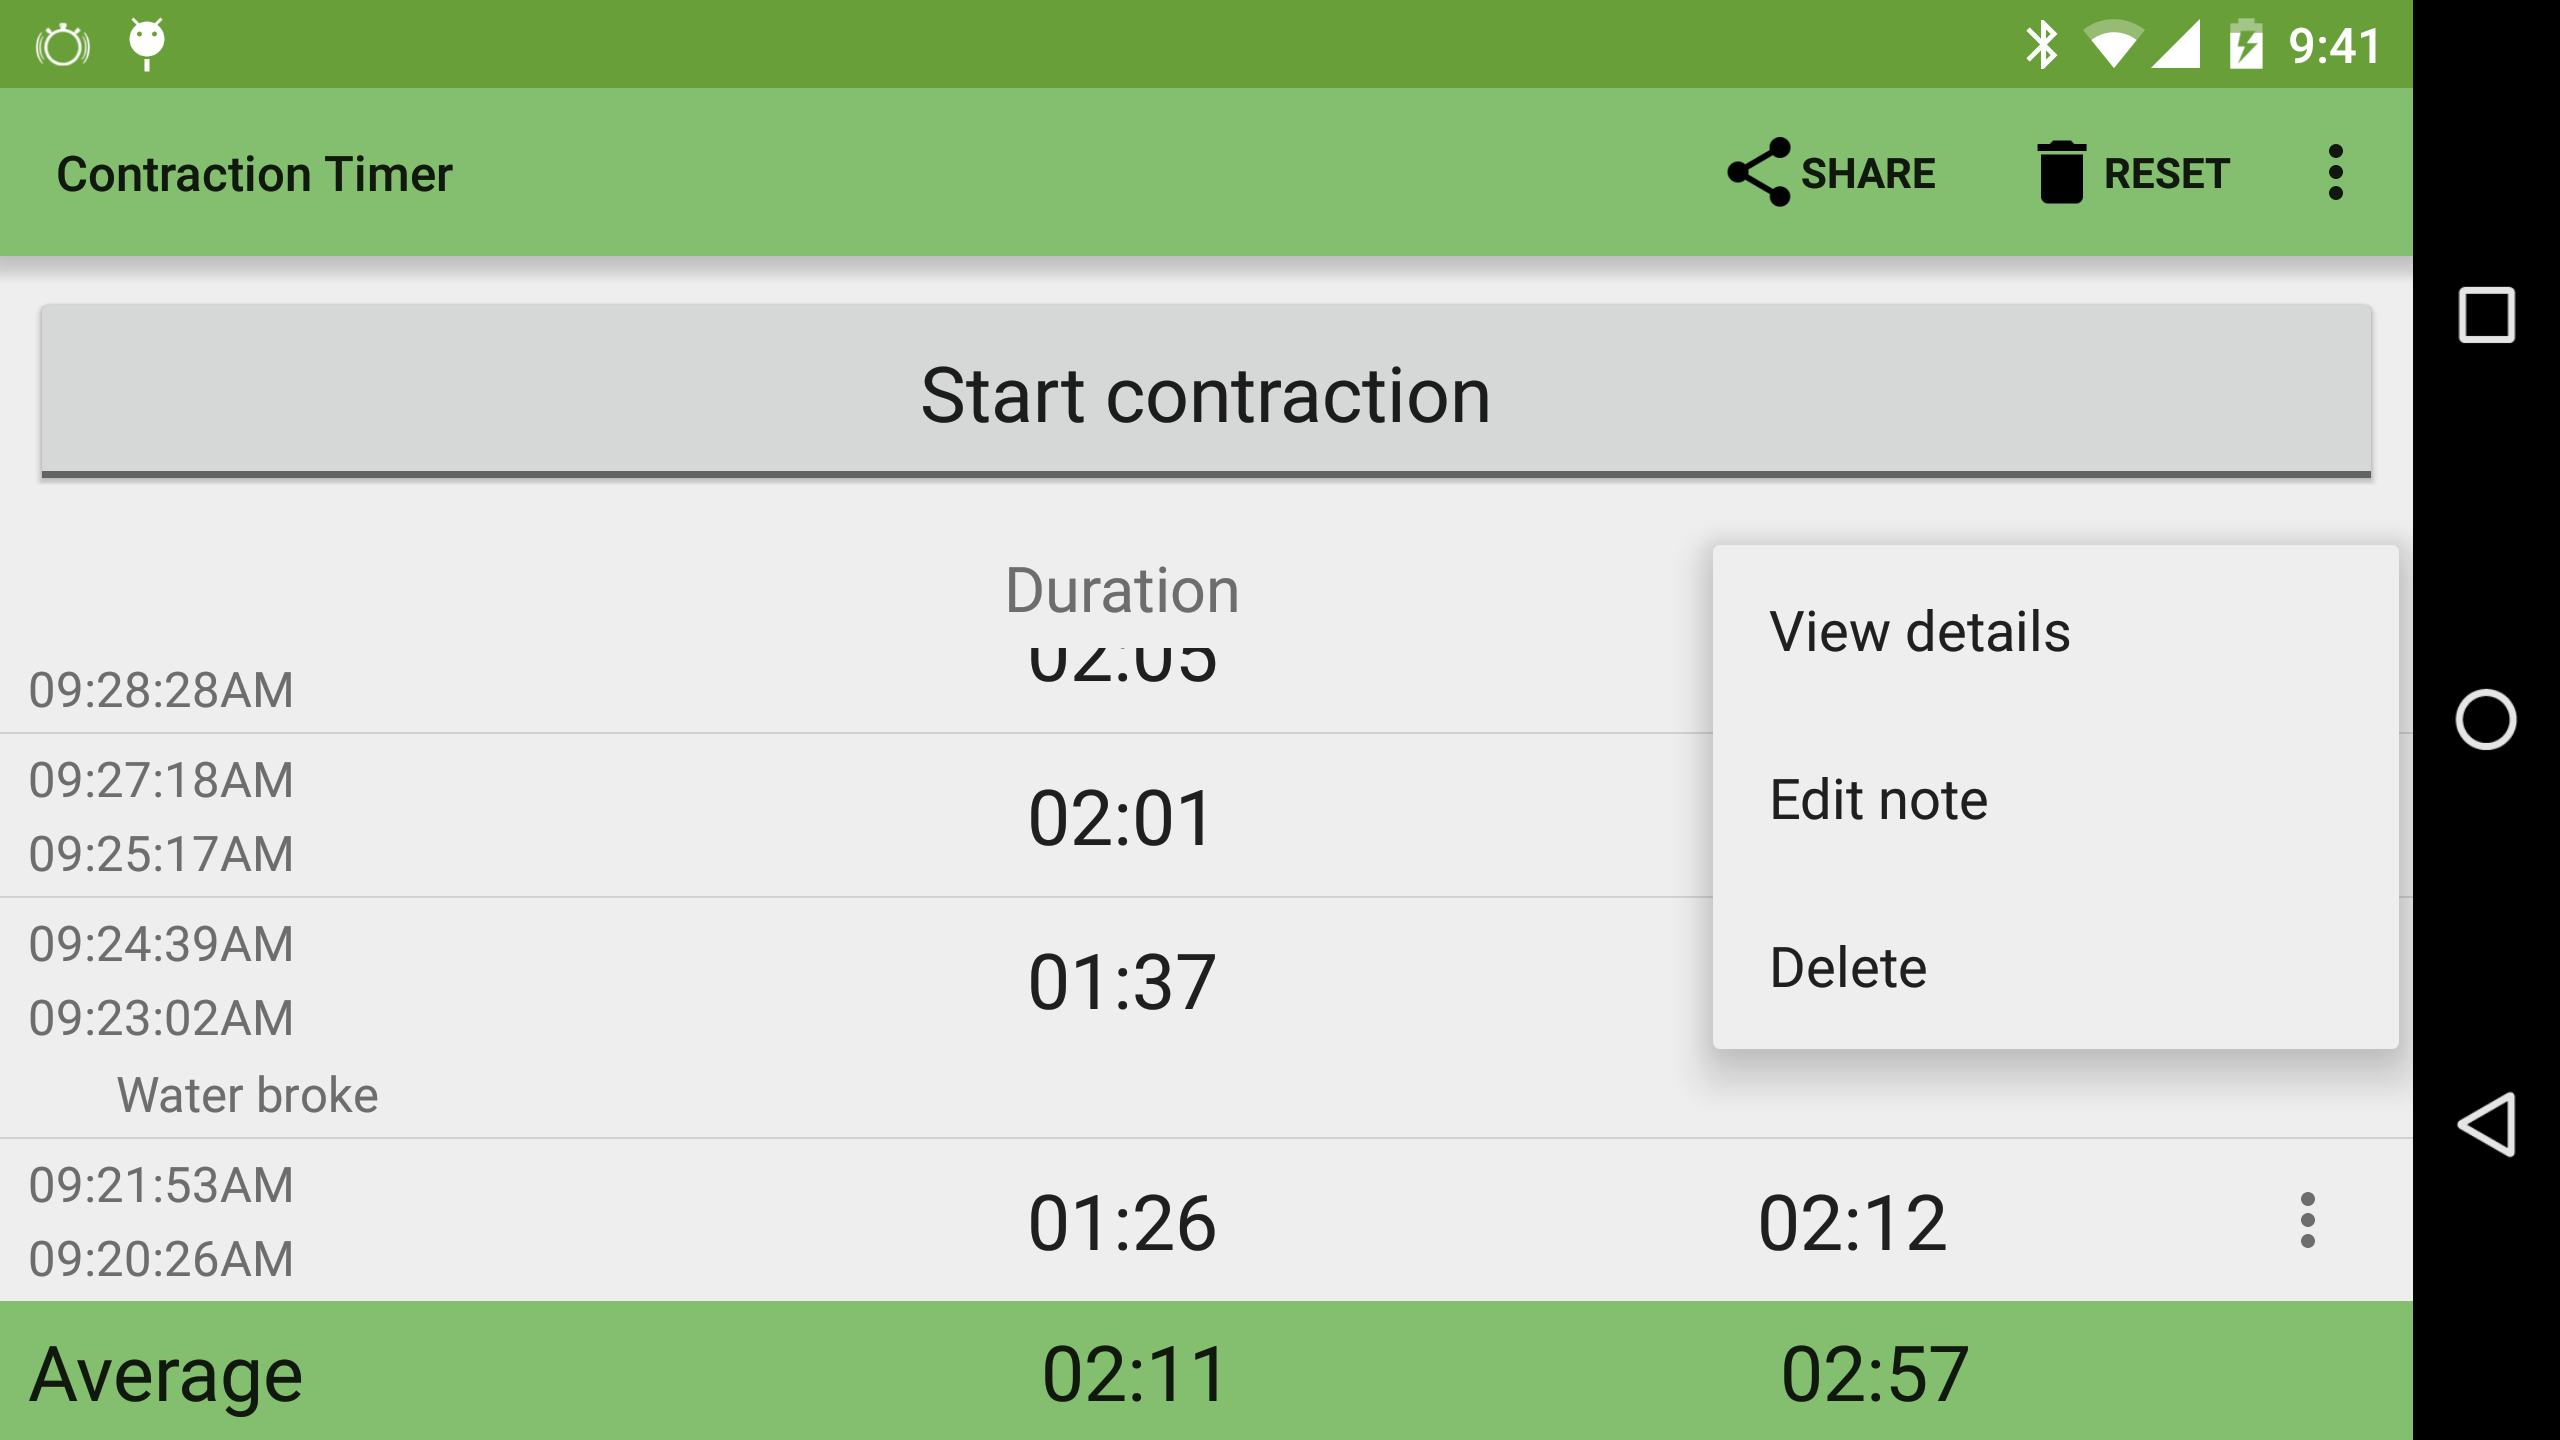 9:41
Contraction Timer SHARE RESET
Start contraction
Duration
View details
Edit note
Delete
02:05
09:28:28AM
09:27:18AM
09:25:17AM
02:01
09:24:39AM
09:23:02AM
01:37
Water broke
09:21:53AM
09:20:26AM
01:26
02:12
Average 02:11 02:57